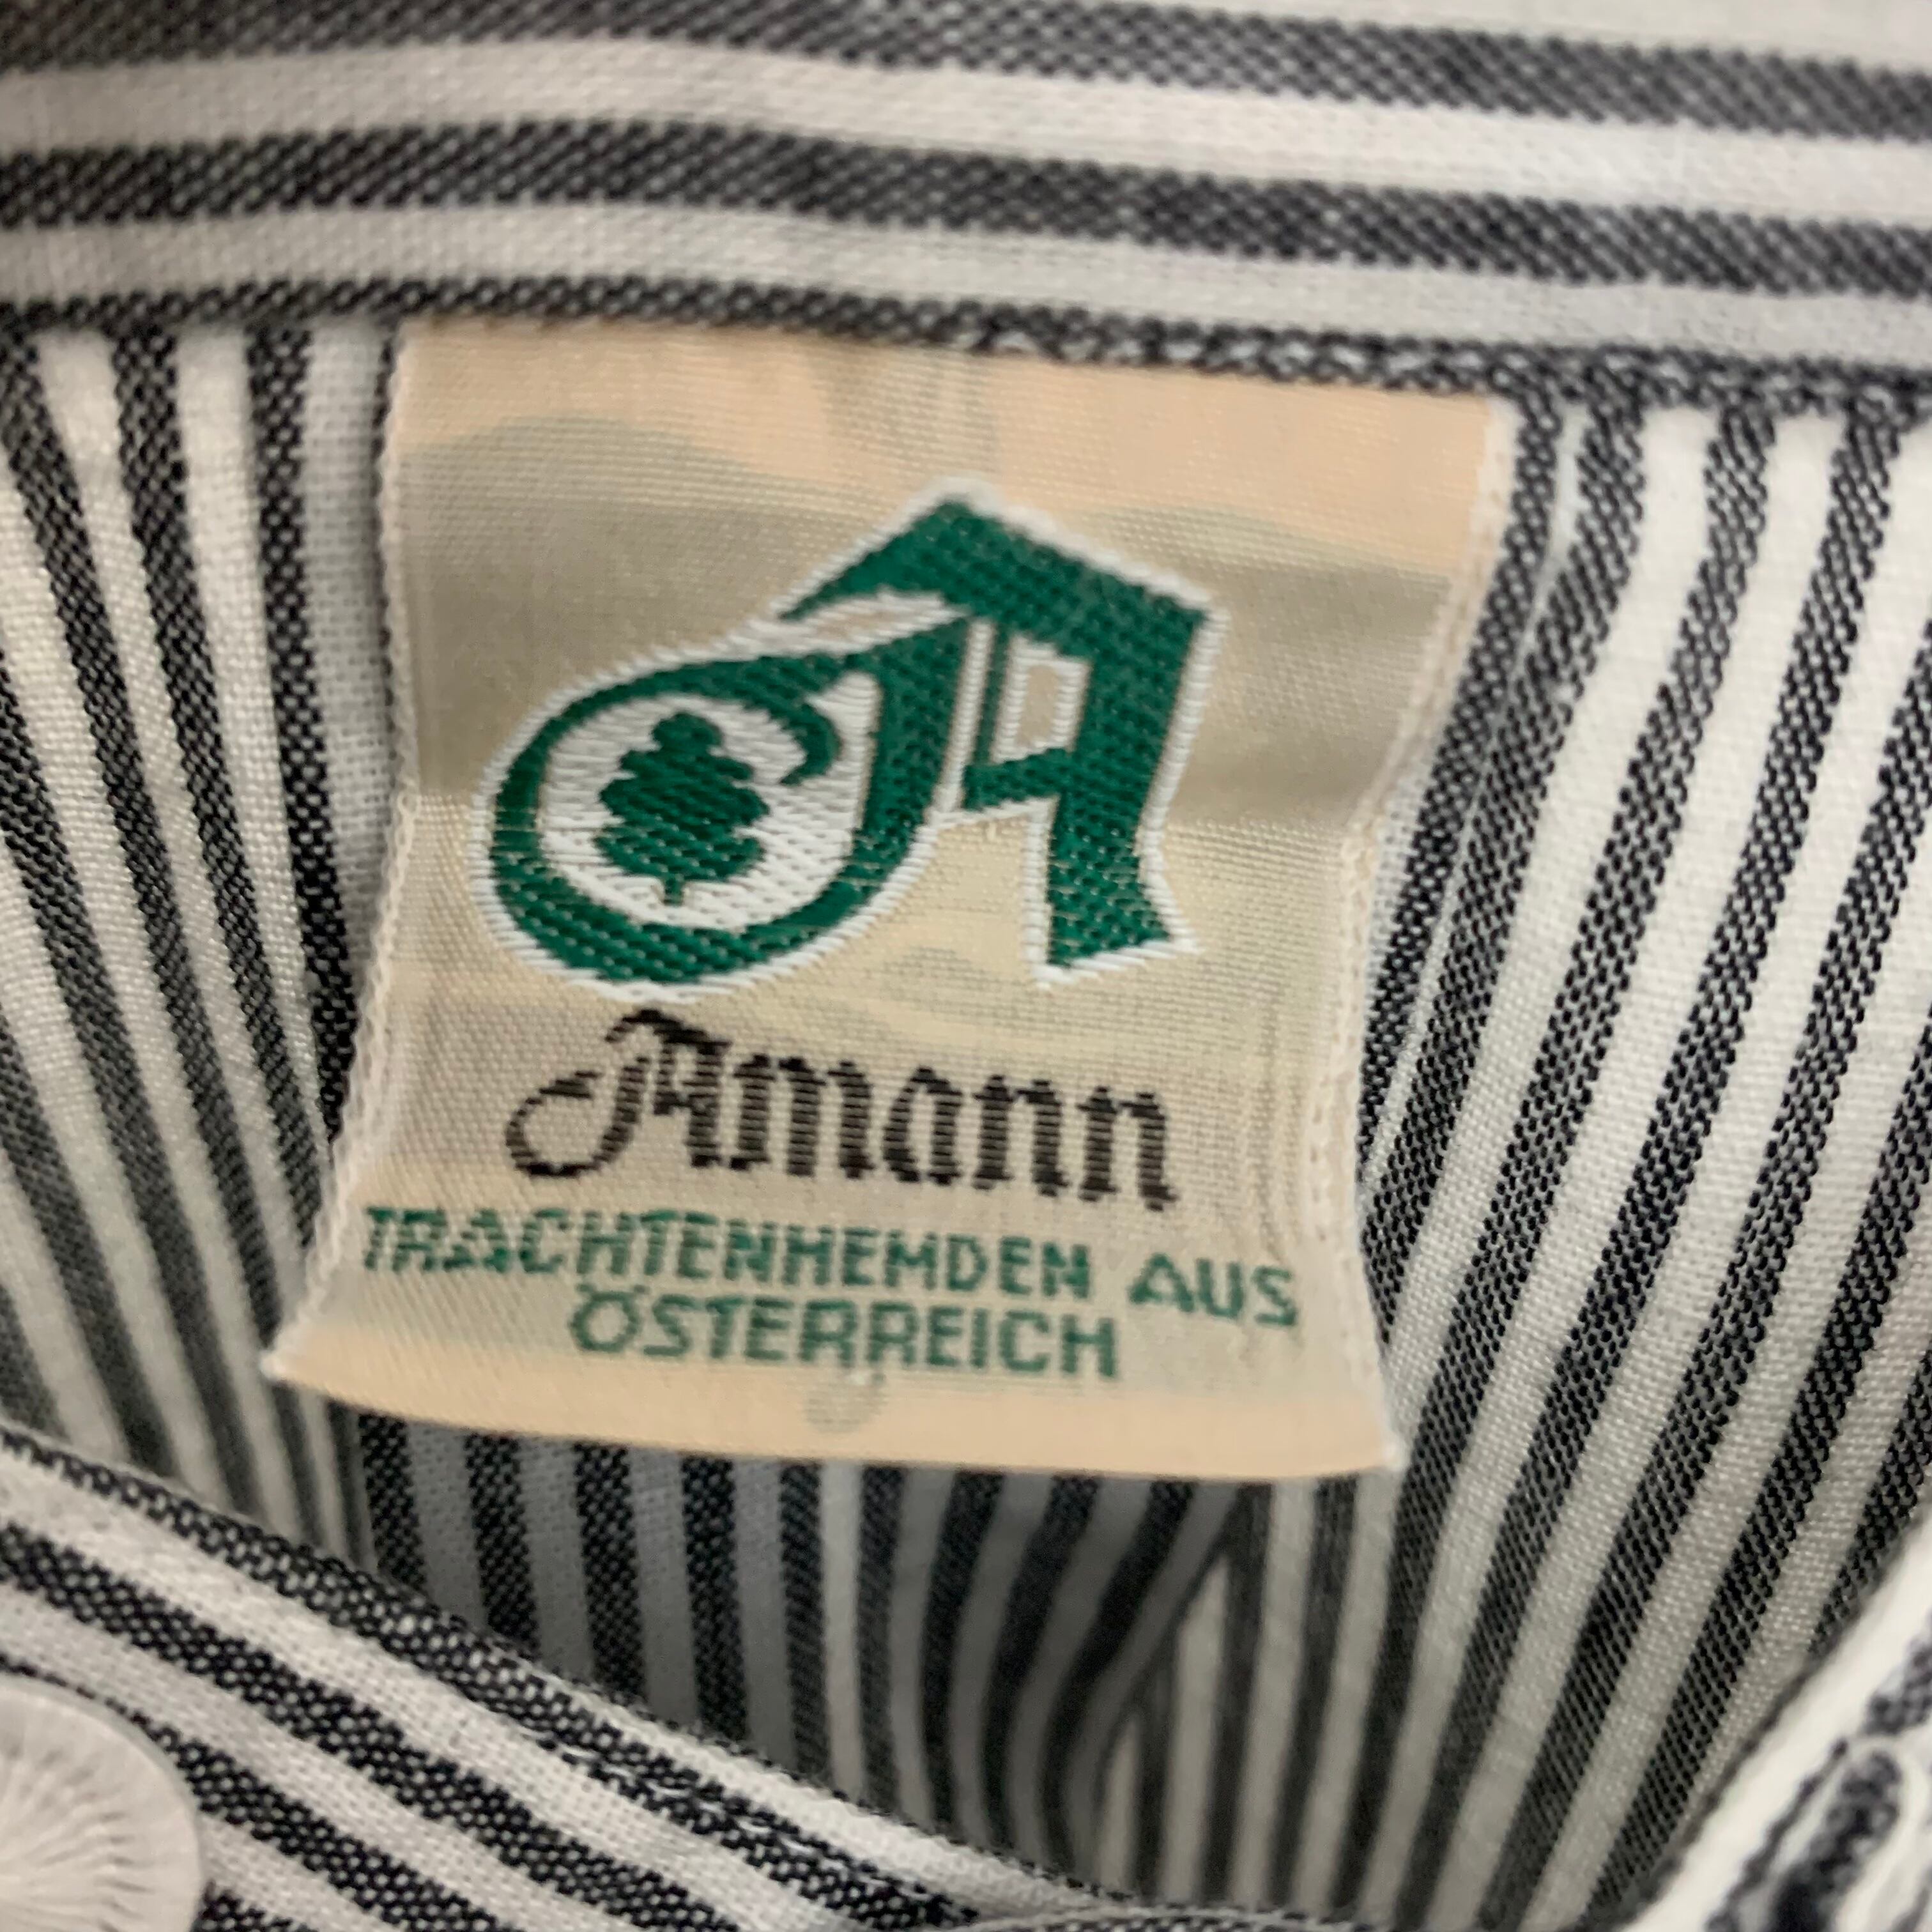 A
Amann
TRACHTENHEMDEN AUS
ÖSTERREICH